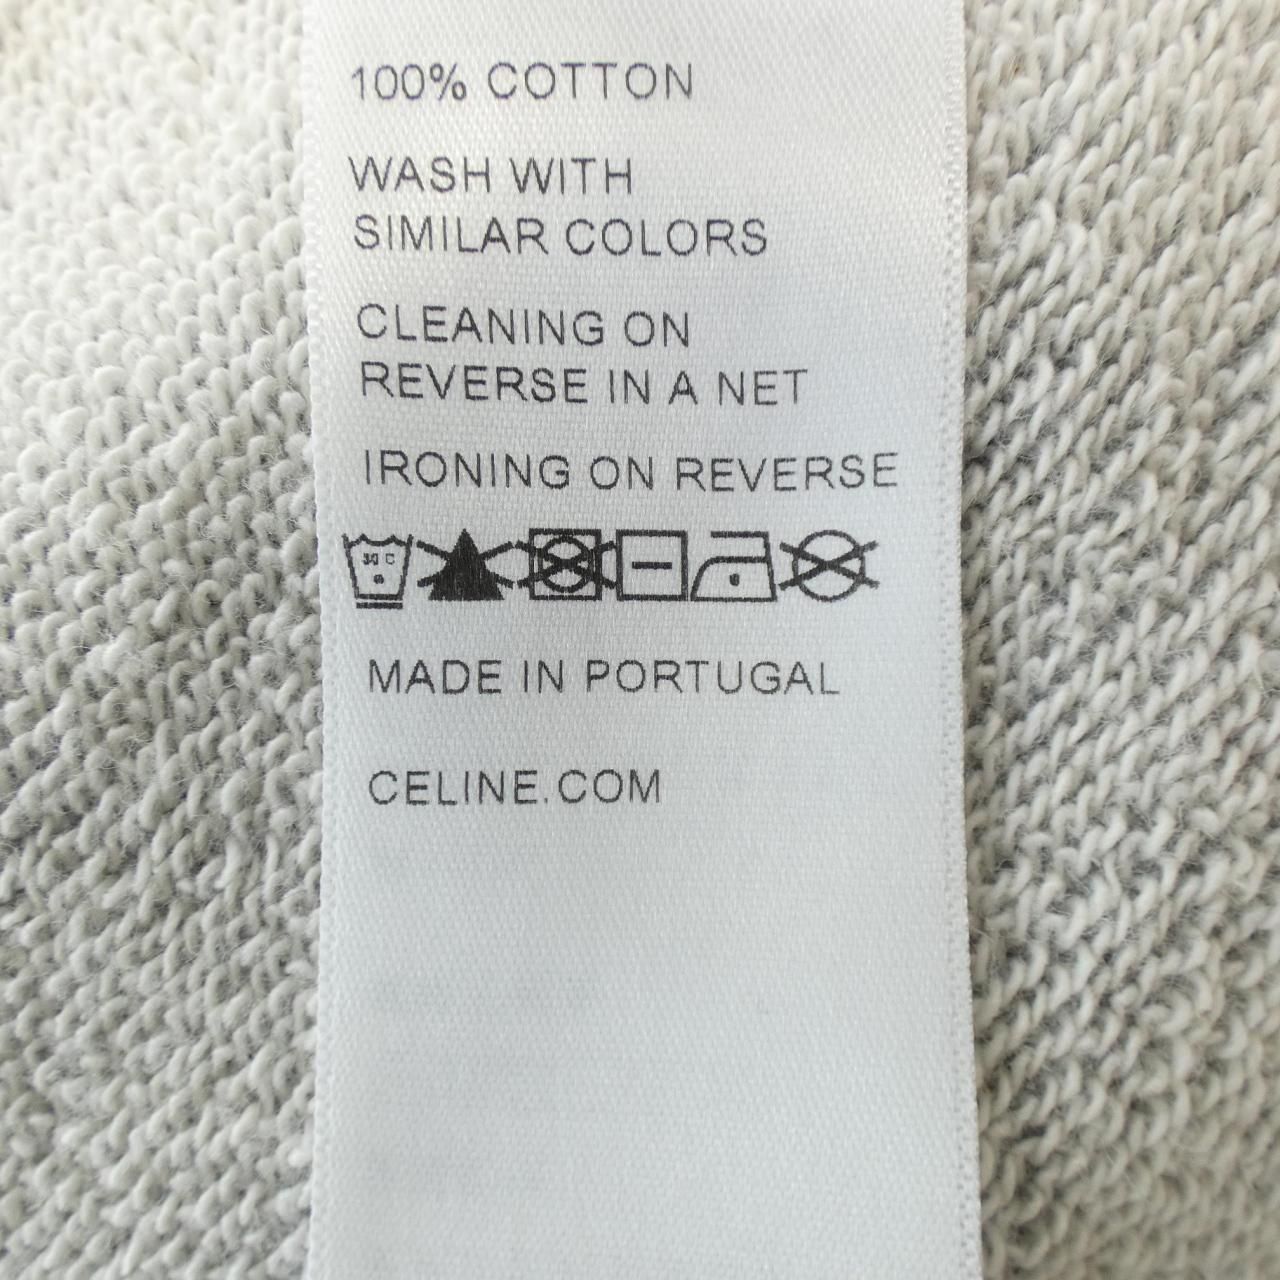 100% COTTON
WASH WITH
SIMILAR COLORS
CLEANING ON
REVERSE IN A NET
IRONING ON REVERSE
30 C
MADE IN PORTUGAL
CELINE.COM